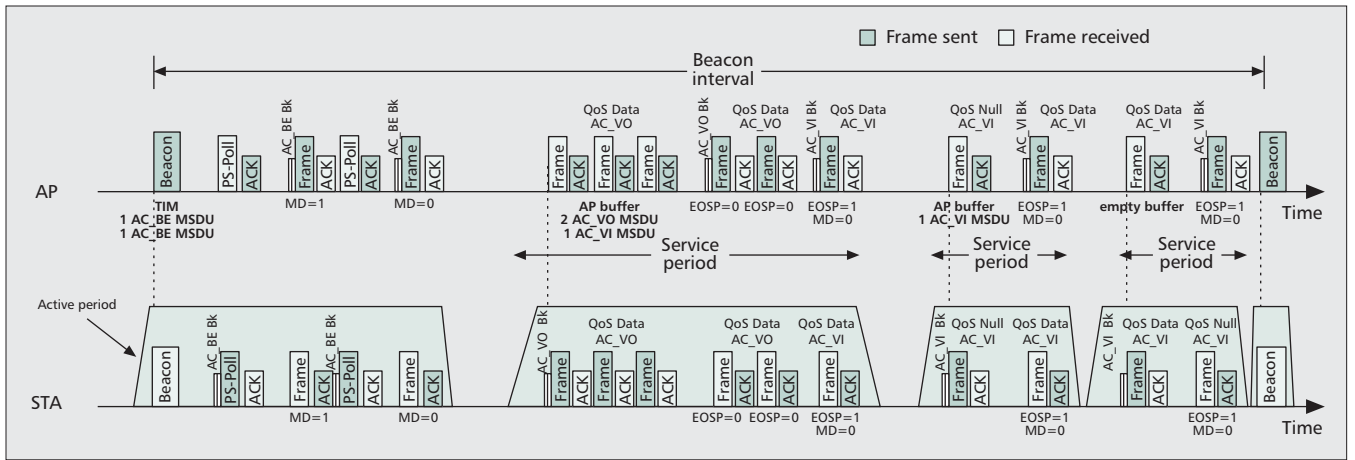 Frame sent
Frame received
Beacon
interval
AC_BE Bk
AC_BE Bk
QoS Data
AC_VO
AC_VO Bk
QoS Data
AC_VO
AC_VI Bk
QoS Data
AC_VI
QoS Null
AC_VI
AC_VI Bk
QoS Data
AC_VI
QoS Data
AC_VI
AC_VI Bk
AP
Beacon
PS-Poll
ACK
Frame
ACK
PS-Poll
ACK
Frame
ACK
Frame
ACK
Frame
ACK
Frame
ACK
Frame
ACK
Frame
ACK
Frame
ACK
Frame
ACK
Frame
ACK
Frame
ACK
Frame
ACK
Beacon
Time
TIM
1 AC_BE MSDU
1 AC_BE MSDU
MD=1
MD=0
AP buffer
2 AC_VO MSDU
1 AC_VI MSDU
EOSP=0
EOSP=0
EOSP=1
MD=0
AP buffer
1 AC_VI MSDU
EOSP=1
MD=0
empty buffer
EOSP=1
MD=0
Service
period
Service
period
Service
period
Active period
AC_BE Bk
AC_BE Bk
AC_VO Bk
QoS Data
AC_VO
QoS Data
AC_VO
QoS Data
AC_VI
AC_VI Bk
QoS Null
AC_VI
QoS Data
AC_VI
AC_VI Bk
QoS Data
AC_VI
QoS Null
AC_VI
STA
Beacon
PS-Poll
ACK
Frame
ACK
PS-Poll
ACK
Frame
ACK
Frame
ACK
Frame
ACK
Frame
ACK
Frame
ACK
Frame
ACK
Frame
ACK
Frame
ACK
Frame
ACK
Frame
ACK
Frame
ACK
Beacon
Time
MD=1
MD=0
EOSP=0
EOSP=0
EOSP=1
MD=0
EOSP=1
MD=0
EOSP=1
MD=0